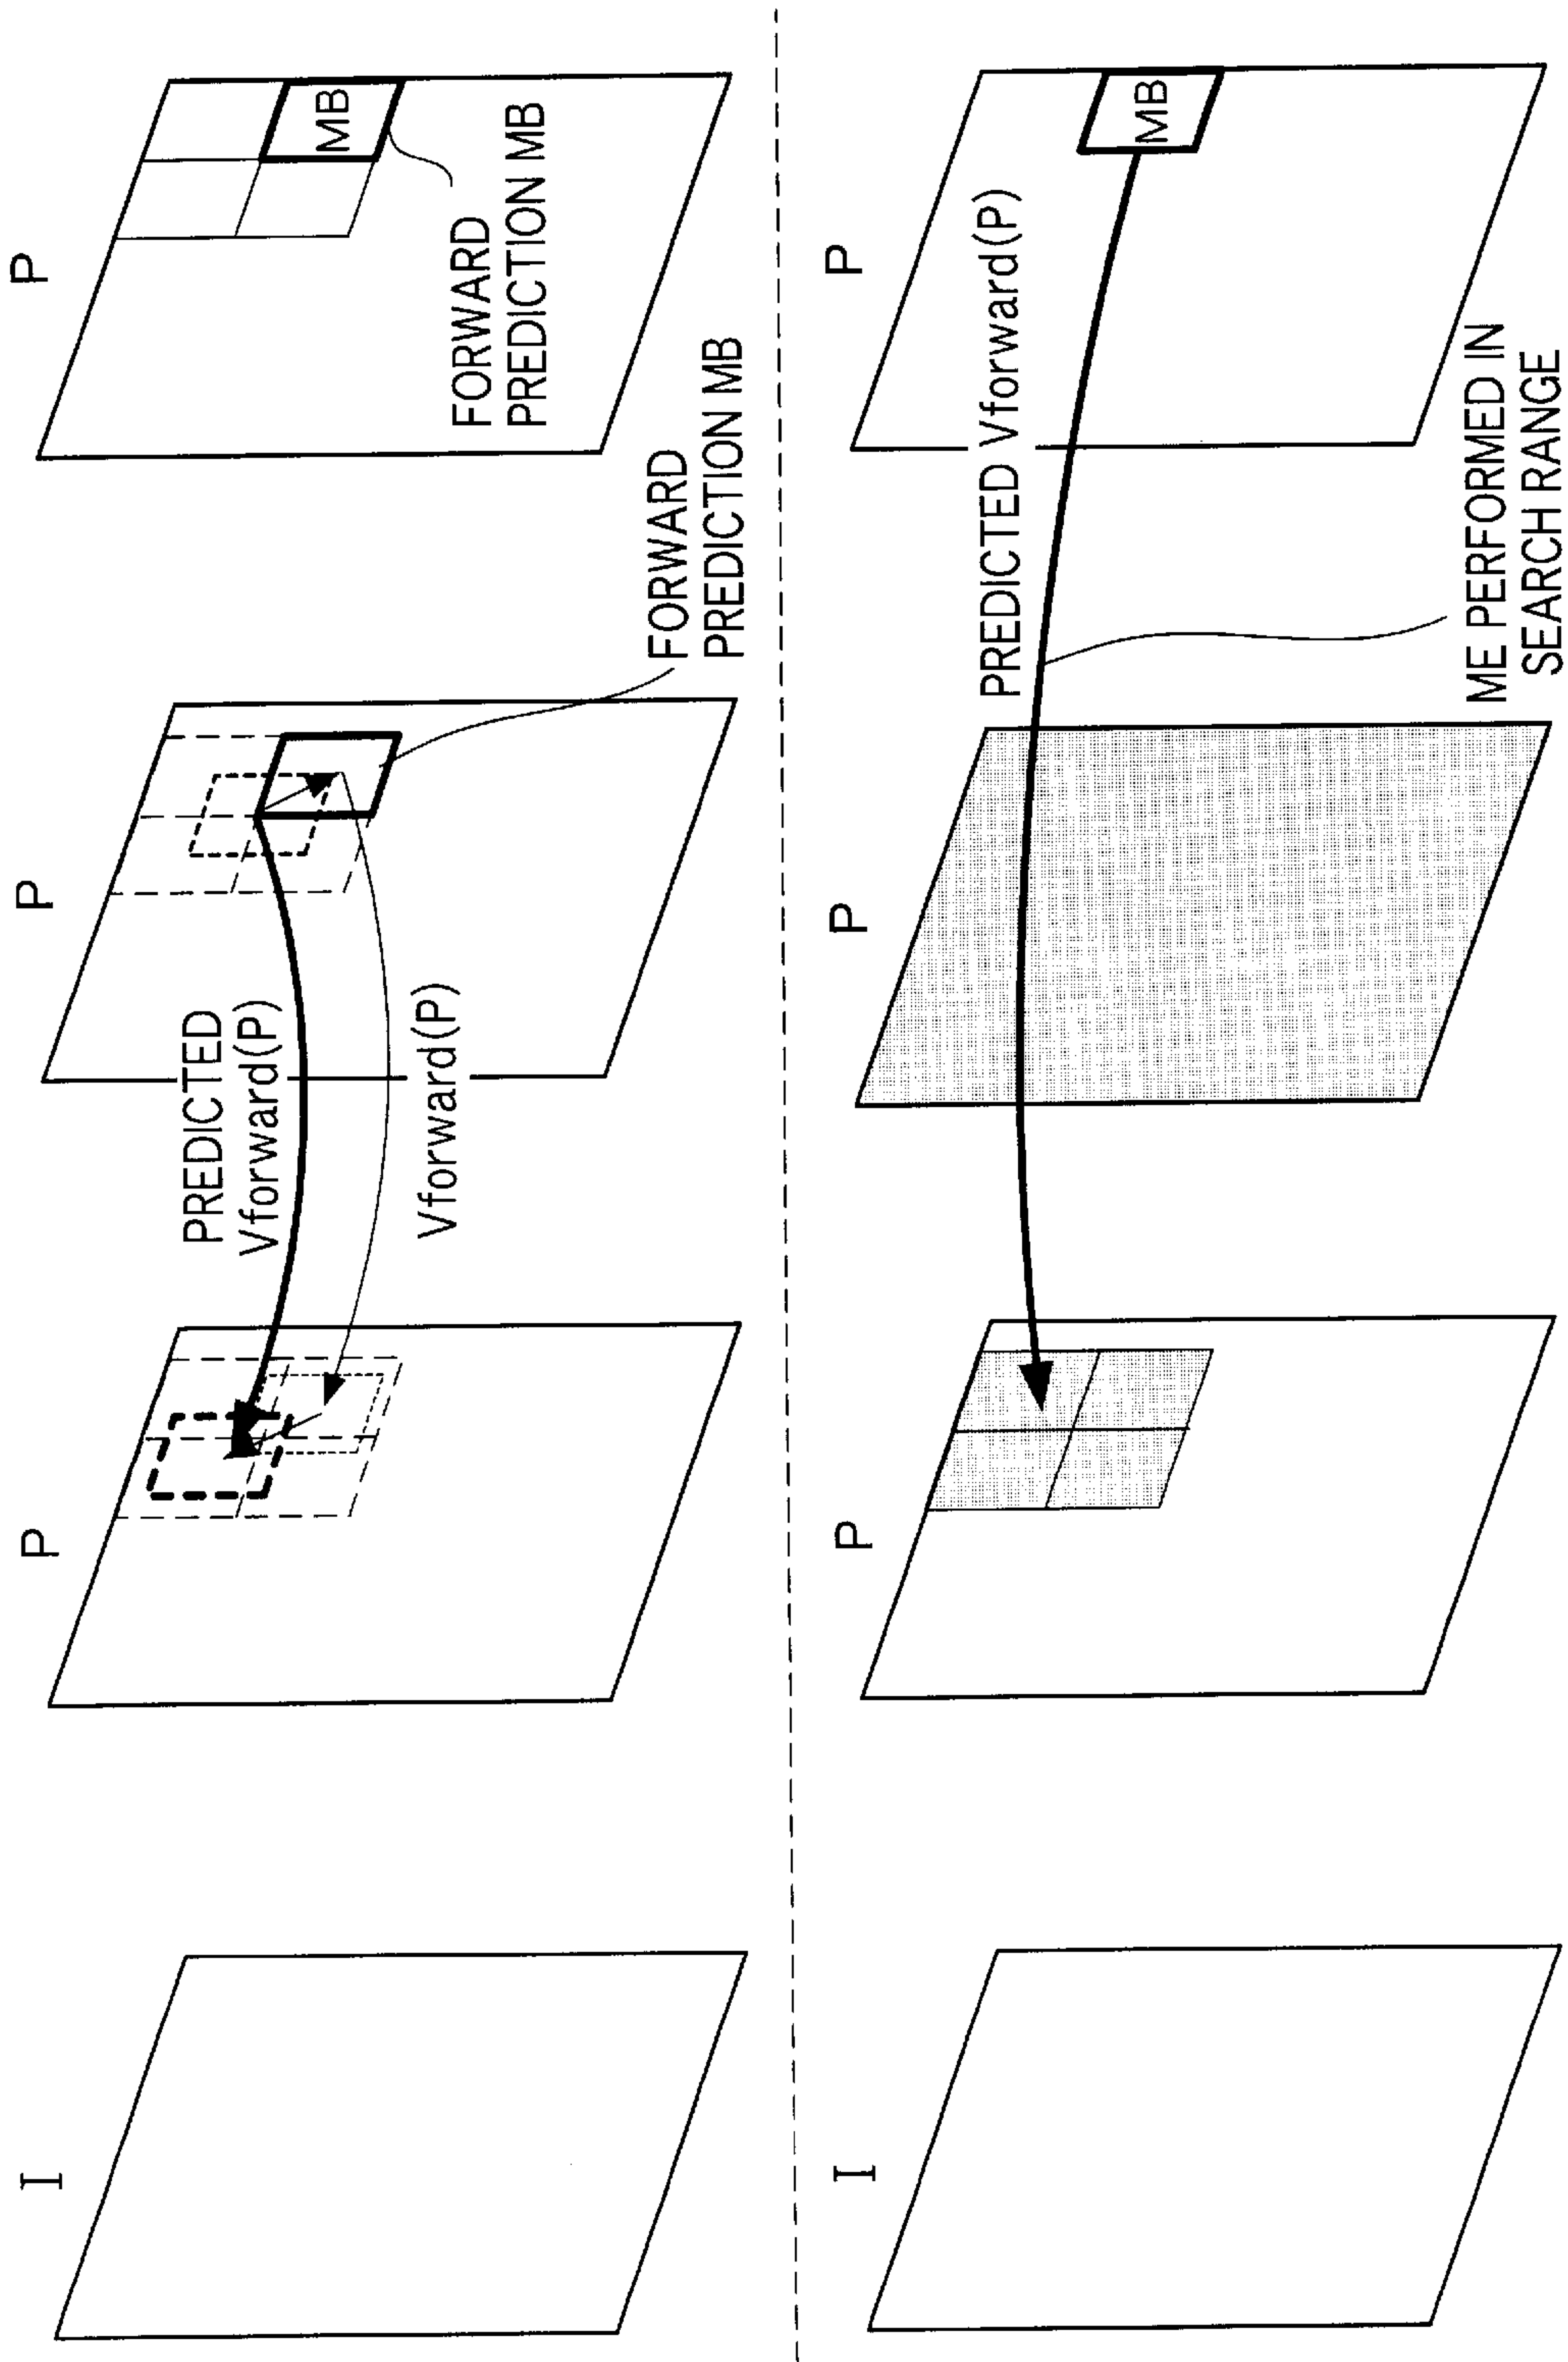 I
P
P
P
PREDICTED
Vforward(P)
Vforward(P)
MB
FORWARD
PREDICTION MB
FORWARD
PREDICTION MB
I
P
P
P
PREDICTED Vforward(P)
MB
ME PERFORMED IN
SEARCH RANGE